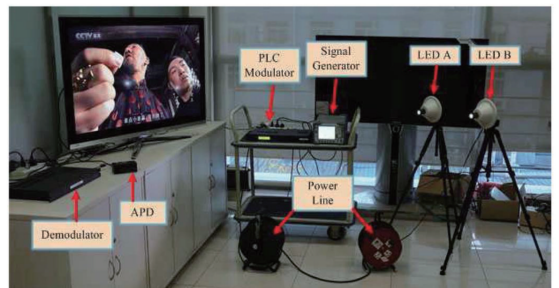 CCTV
PLC
Modulator
Signal
Generator
LED A
LED B
Demodulator
APD
Power
Line